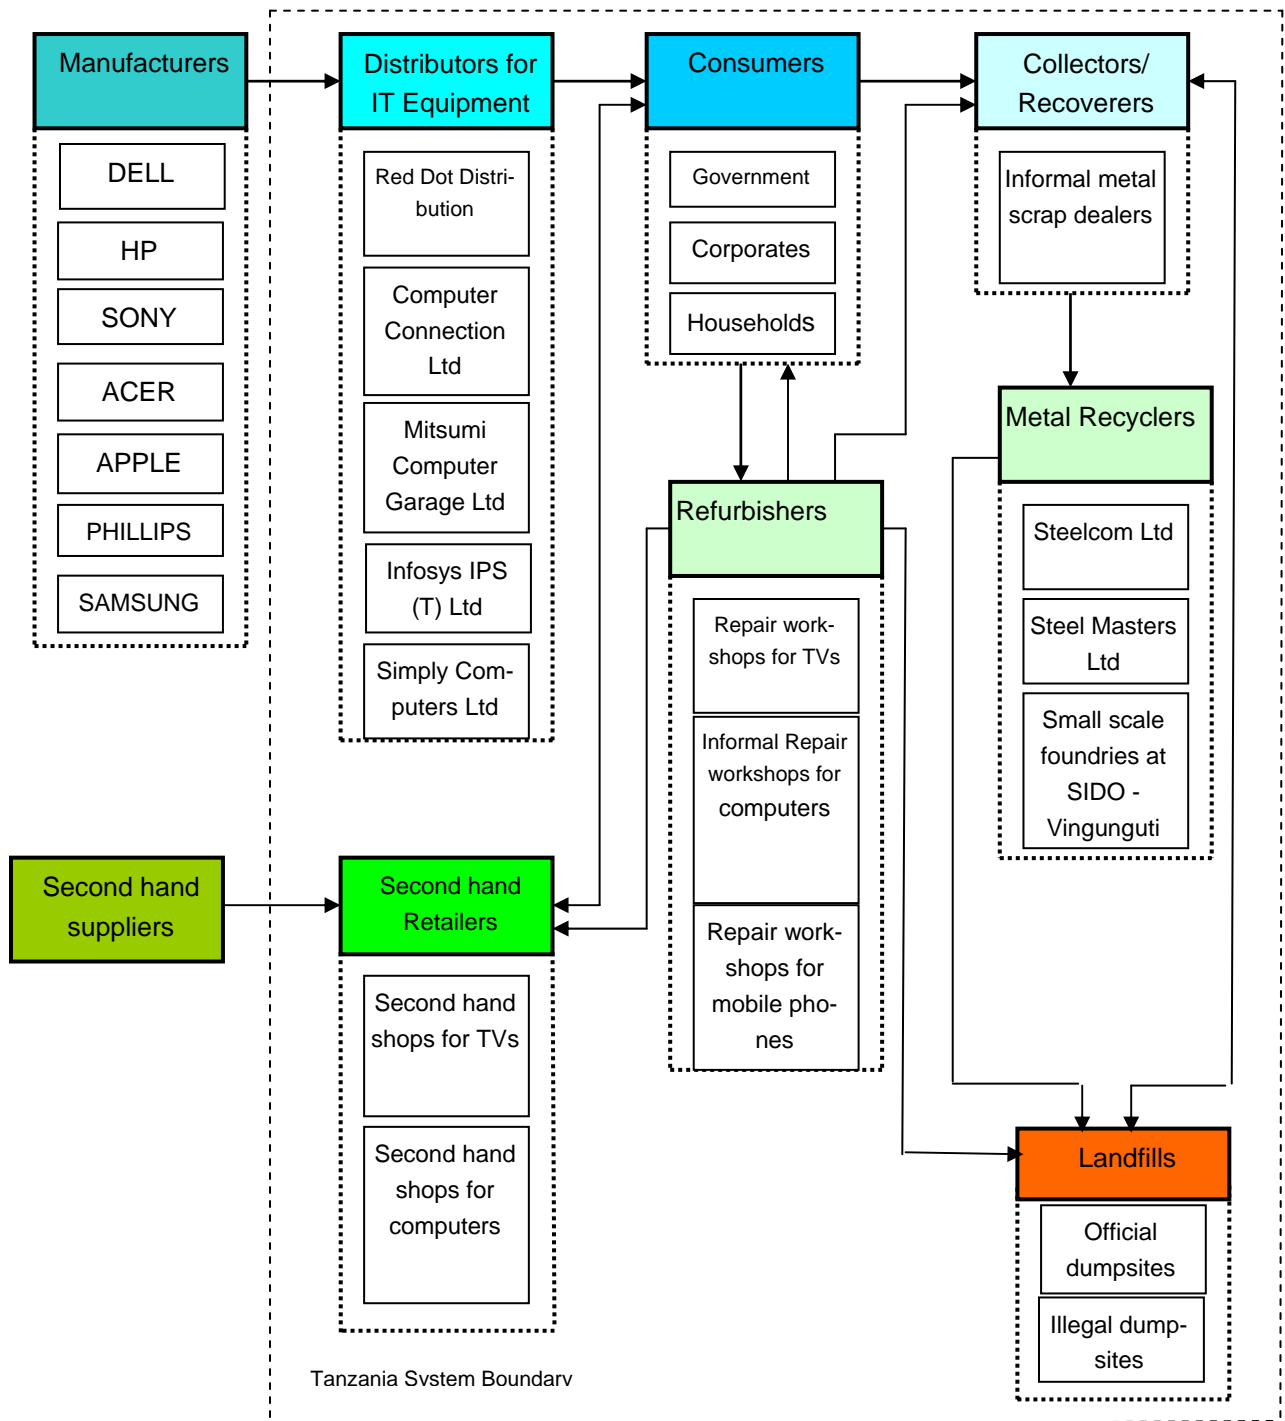 Manufacturers
DELL
HP
SONY
ACER
APPLE
PHILLIPS
SAMSUNG
Distributors for
IT Equipment
Red Dot Distri-
bution
Computer
Connection
Ltd
Mitsumi
Computer
Garage Ltd
Infosys IPS
(T) Ltd
Simply Com-
puters Ltd
Consumers
Government
Corporates
Households
Collectors/
Recoverers
Informal metal
scrap dealers
Metal Recyclers
Steelcom Ltd
Steel Masters
Ltd
Small scale
foundries at
SIDO -
Vingunguti
Refurbishers
Repair work-
shops for TVs
Informal Repair
workshops for
computers
Repair work-
shops for
mobile pho-
nes
Second hand
suppliers
Second hand
Retailers
Second hand
shops for TVs
Second hand
shops for
computers
Landfills
Official
dumpsites
Illegal dump-
sites
Tanzania System Boundary